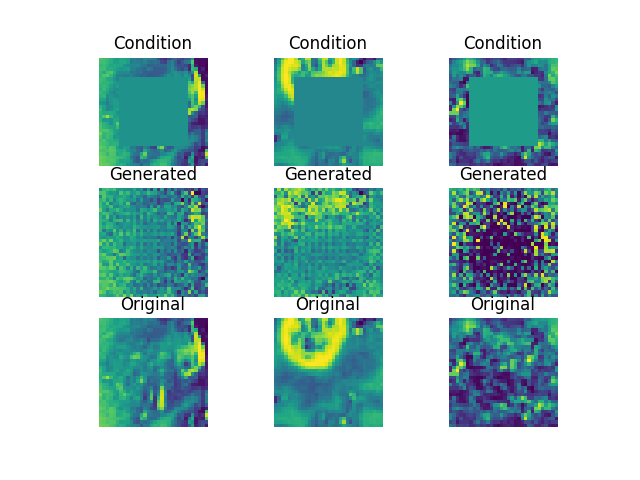 Condition Condition Condition
Generated Generated Generated
Original Original Original